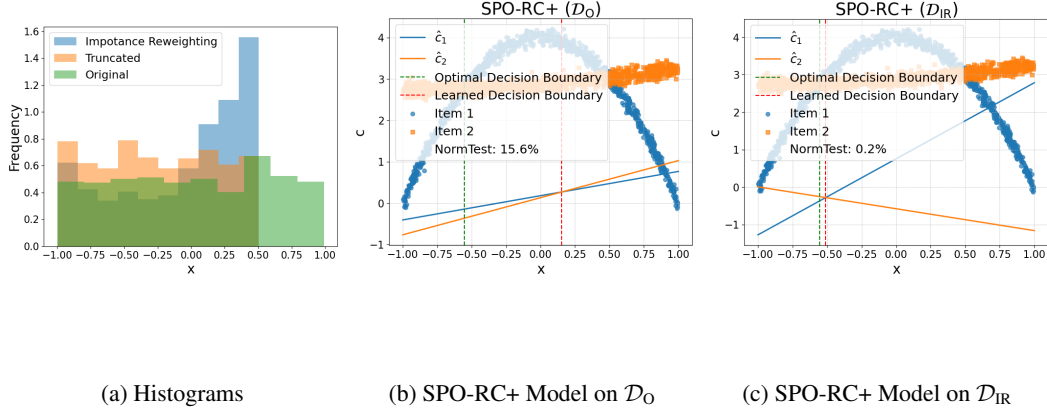 SPO-RC+ (𝒟_O)
SPO-RC+ (𝒟_IR)
1.6
1.4
1.2
1.0
0.8
0.6
0.4
0.2
0.0
Frequency
Impotance Reweighting
Truncated
Original
−1.00 −0.75 −0.50 −0.25 0.00 0.25 0.50 0.75 1.00
x
4
3
2
1
0
−1
c
ĉ₁
ĉ₂
Optimal Decision Boundary
Learned Decision Boundary
Item 1
Item 2
NormTest: 15.6%
−1.00 −0.75 −0.50 −0.25 0.00 0.25 0.50 0.75 1.00
x
4
3
2
1
0
−1
c
ĉ₁
ĉ₂
Optimal Decision Boundary
Learned Decision Boundary
Item 1
Item 2
NormTest: 0.2%
−1.00 −0.75 −0.50 −0.25 0.00 0.25 0.50 0.75 1.00
x
(a) Histograms
(b) SPO-RC+ Model on 𝒟_O
(c) SPO-RC+ Model on 𝒟_IR